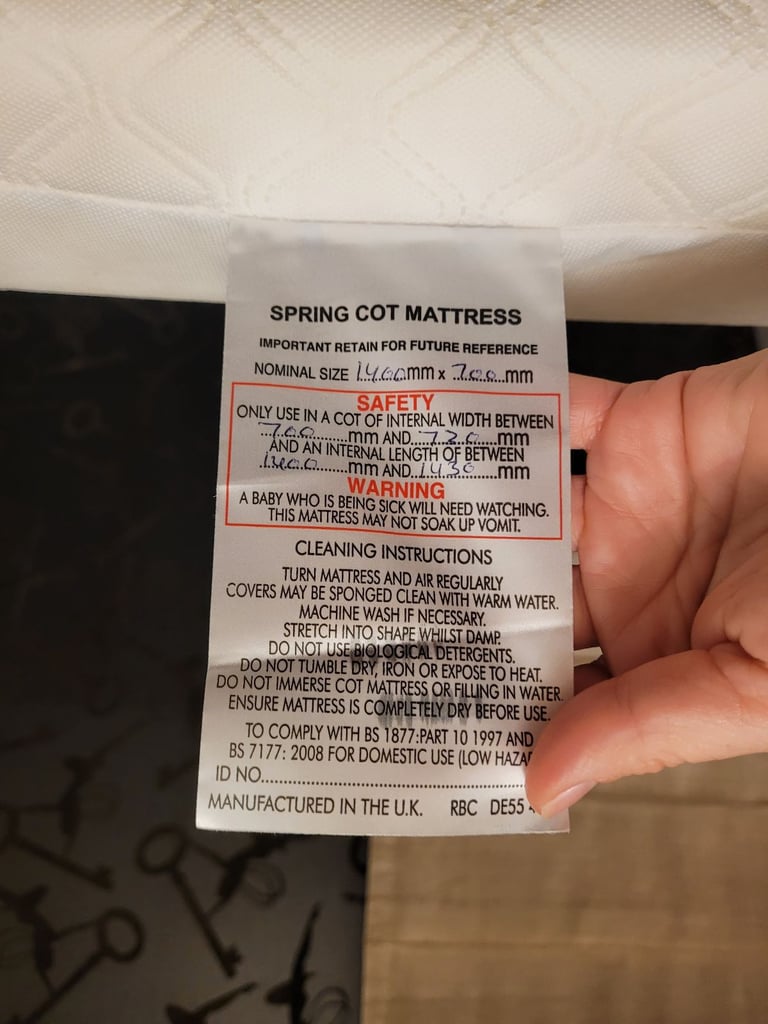 SPRING COT MATTRESS
IMPORTANT RETAIN FOR FUTURE REFERENCE
NOMINAL SIZE 1400mm x 700mm
SAFETY
ONLY USE IN A COT OF INTERNAL WIDTH BETWEEN
700mm AND 720mm
AND AN INTERNAL LENGTH OF BETWEEN
1400mm AND 1430mm
WARNING
A BABY WHO IS BEING SICK WILL NEED WATCHING.
THIS MATTRESS MAY NOT SOAK UP VOMIT.
CLEANING INSTRUCTIONS
TURN MATTRESS AND AIR REGULARLY
COVERS MAY BE SPONGED CLEAN WITH WARM WATER.
MACHINE WASH IF NECESSARY.
STRETCH INTO SHAPE WHILST DAMP.
DO NOT USE BIOLOGICAL DETERGENTS.
DO NOT TUMBLE DRY, IRON OR EXPOSE TO HEAT.
DO NOT IMMERSE COT MATTRESS OR FILLING IN WATER.
ENSURE MATTRESS IS COMPLETELY DRY BEFORE USE.
TO COMPLY WITH BS 1877:PART 10 1997 AND
BS 7177: 2008 FOR DOMESTIC USE (LOW
ID NO.
MANUFACTURED IN THE U.K. RBC DE55